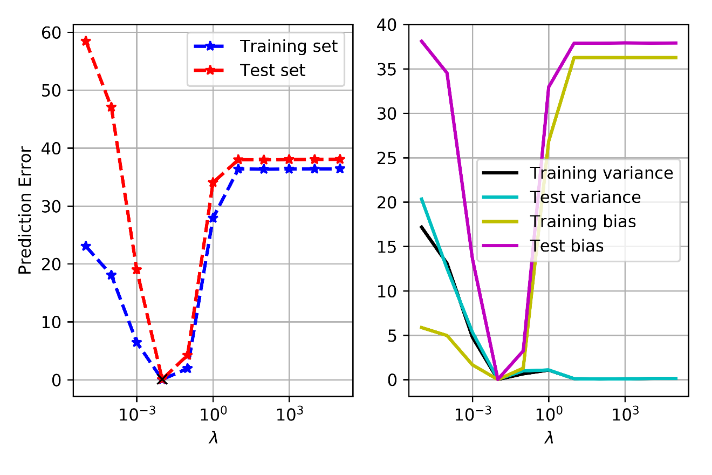 60
50
40
30
20
10
0
Prediction Error
10⁻³
10⁰
10³
λ
Training set
Test set
40
35
30
25
20
15
10
5
0
10⁻³
10⁰
10³
λ
Training variance
Test variance
Training bias
Test bias